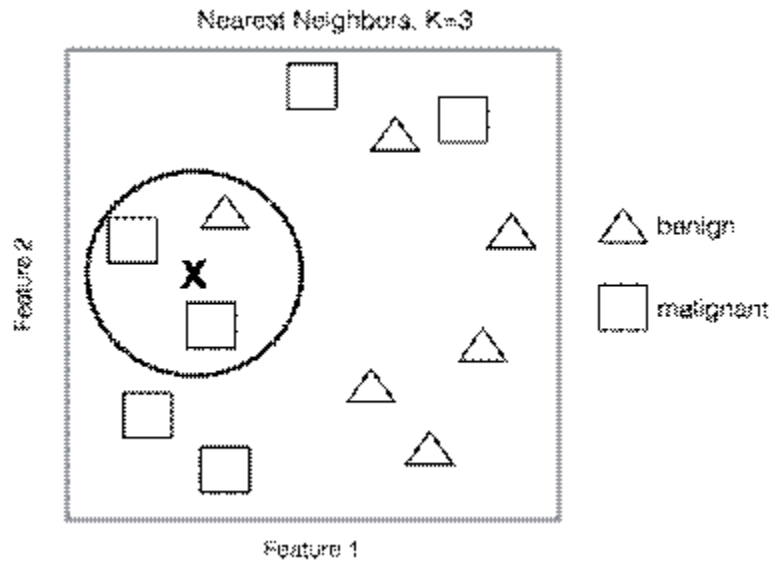 Nearest Neighbors, K=3
X
Feature 2
benign
malignant
Feature 1